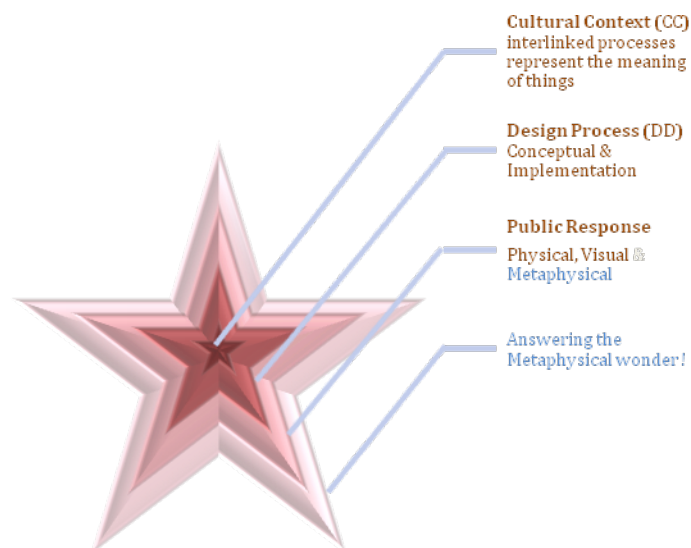 Cultural Context (CC)
interlinked processes
represent the meaning
of things
Design Process (DD)
Conceptual &
Implementation
Public Response
Physical, Visual &
Metaphysical
Answering the
Metaphysical wonder!